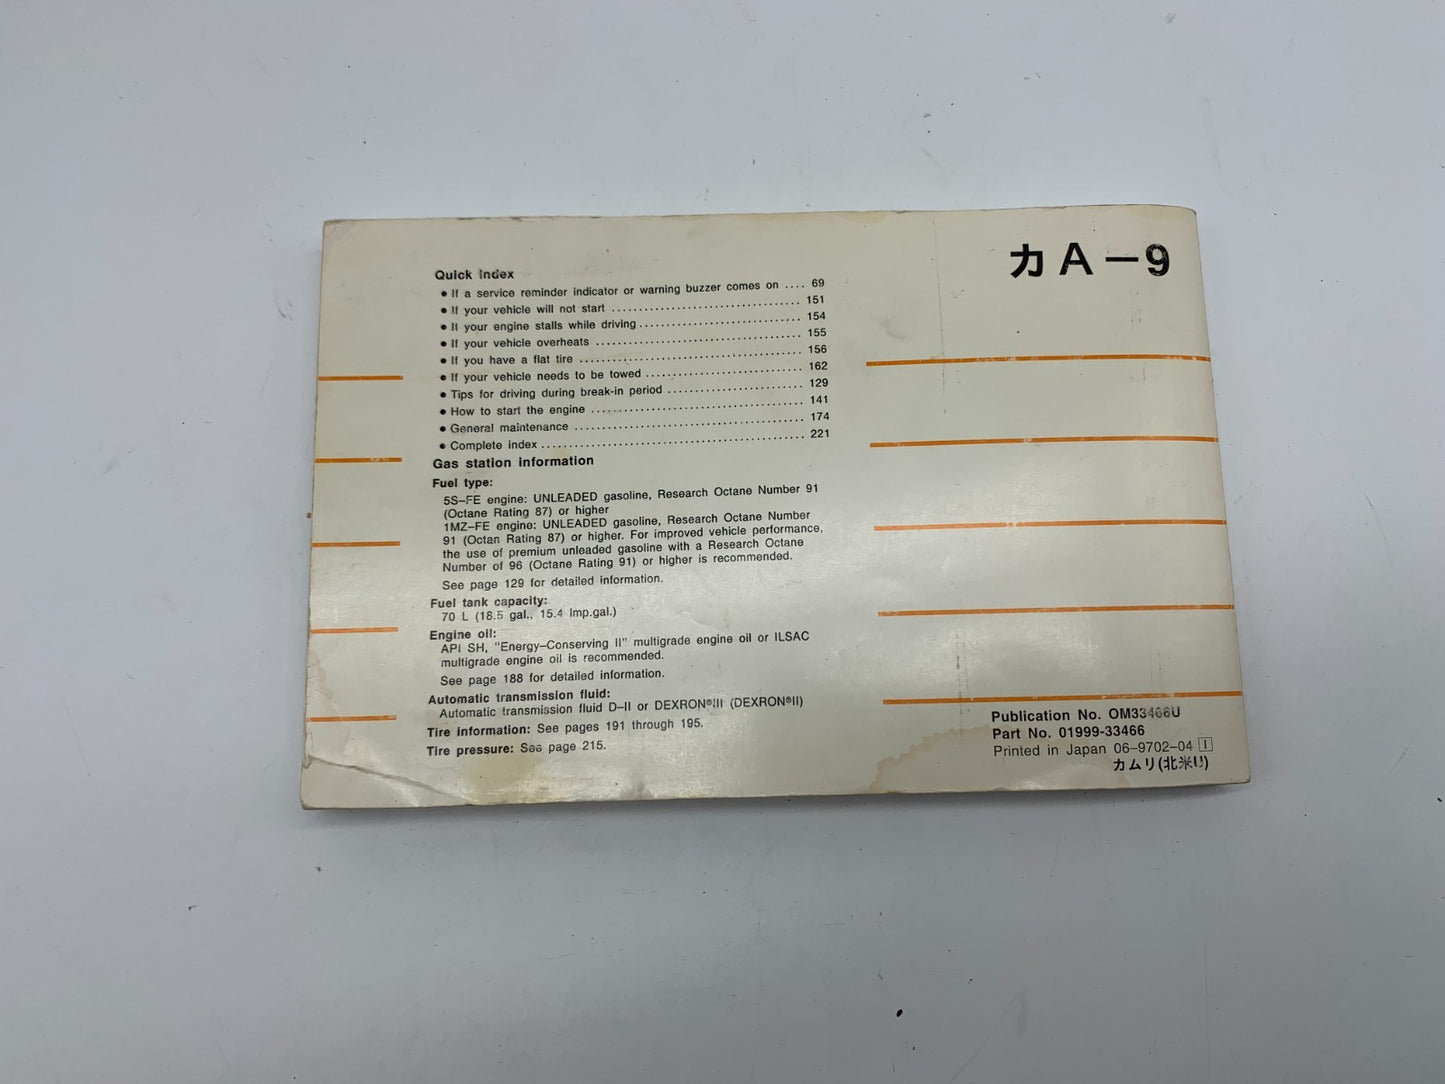 カ A－9
Quick index
● If a service reminder indicator or warning buzzer comes on .... 69
● If your vehicle will not start ............................ 151
● If your engine stalls while driving ........................ 154
● If your vehicle overheats .............................. 155
● If you have a flat tire ................................. 156
● If your vehicle needs to be towed ....................... 162
● Tips for driving during break-in period .................... 129
● How to start the engine ............................... 141
● General maintenance ................................. 174
● Complete index ...................................... 221
Gas station information
Fuel type:
5S–FE engine: UNLEADED gasoline, Research Octane Number 91
(Octane Rating 87) or higher
1MZ–FE engine: UNLEADED gasoline, Research Octane Number
91 (Octan Rating 87) or higher. For improved vehicle performance,
the use of premium unleaded gasoline with a Research Octane
Number of 96 (Octane Rating 91) or higher is recommended.
See page 129 for detailed information.
Fuel tank capacity:
70 L (18.5 gal., 15.4 Imp.gal.)
Engine oil:
API SH, "Energy–Conserving II" multigrade engine oil or ILSAC
multigrade engine oil is recommended.
See page 188 for detailed information.
Automatic transmission fluid:
Automatic transmission fluid D–II or DEXRON®III (DEXRON®II)
Tire information: See pages 191 through 195.
Tire pressure: See page 215.
Publication No. OM33466U
Part No. 01999-33466
Printed in Japan 06–9702–04 I
カムリ(北米U)